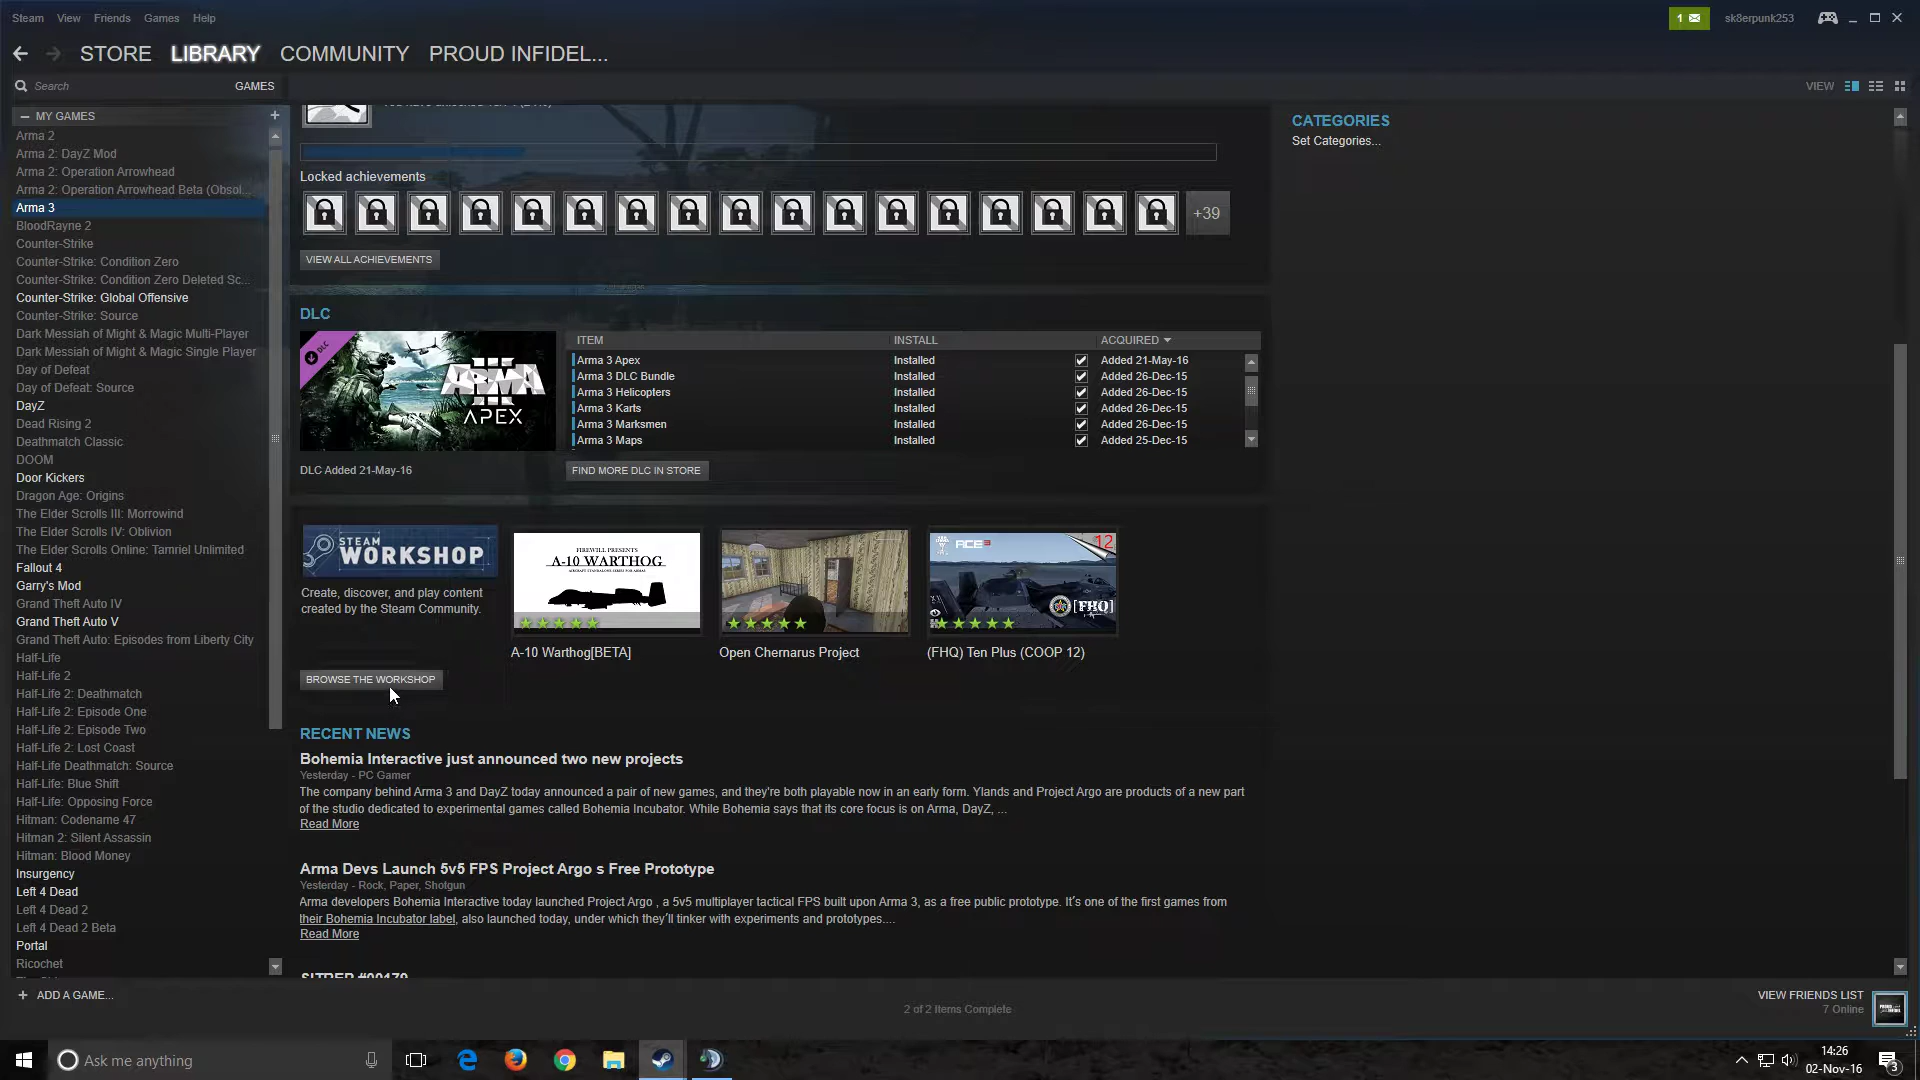 Steam View Friends Games Help
1 sk8erpunk253
STORE LIBRARY COMMUNITY PROUD INFIDEL...
Search GAMES
VIEW
MY GAMES
Arma 2
Arma 2: DayZ Mod
Arma 2: Operation Arrowhead
Arma 2: Operation Arrowhead Beta (Obsol...
Arma 3
BloodRayne 2
Counter-Strike
Counter-Strike: Condition Zero
Counter-Strike: Condition Zero Deleted Sc...
Counter-Strike: Global Offensive
Counter-Strike: Source
Dark Messiah of Might & Magic Multi-Player
Dark Messiah of Might & Magic Single Player
Day of Defeat
Day of Defeat: Source
DayZ
Dead Rising 2
Deathmatch Classic
DOOM
Door Kickers
Dragon Age: Origins
The Elder Scrolls III: Morrowind
The Elder Scrolls IV: Oblivion
The Elder Scrolls Online: Tamriel Unlimited
Fallout 4
Garry's Mod
Grand Theft Auto IV
Grand Theft Auto V
Grand Theft Auto: Episodes from Liberty City
Half-Life
Half-Life 2
Half-Life 2: Deathmatch
Half-Life 2: Episode One
Half-Life 2: Episode Two
Half-Life 2: Lost Coast
Half-Life Deathmatch: Source
Half-Life: Blue Shift
Half-Life: Opposing Force
Hitman: Codename 47
Hitman 2: Silent Assassin
Hitman: Blood Money
Insurgency
Left 4 Dead
Left 4 Dead 2
Left 4 Dead 2 Beta
Portal
Ricochet
ADD A GAME...
Locked achievements
+39
VIEW ALL ACHIEVEMENTS
DLC
DLC
ARMA
III
APEX
DLC Added 21-May-16
ITEM INSTALL ACQUIRED
Arma 3 Apex Installed Added 21-May-16
Arma 3 DLC Bundle Installed Added 26-Dec-15
Arma 3 Helicopters Installed Added 26-Dec-15
Arma 3 Karts Installed Added 26-Dec-15
Arma 3 Marksmen Installed Added 26-Dec-15
Arma 3 Maps Installed Added 25-Dec-15
FIND MORE DLC IN STORE
STEAM
WORKSHOP
Create, discover, and play content
created by the Steam Community.
BROWSE THE WORKSHOP
FIREWILL PRESENTS
A-10 WARTHOG
AIRCRAFT STANDALONE SERIES FOR ARMA3
A-10 Warthog[BETA]
Open Chernarus Project
ACE3 12
[FHQ]
(FHQ) Ten Plus (COOP 12)
RECENT NEWS
Bohemia Interactive just announced two new projects
Yesterday - PC Gamer
The company behind Arma 3 and DayZ today announced a pair of new games, and they're both playable now in an early form. Ylands and Project Argo are products of a new part
of the studio dedicated to experimental games called Bohemia Incubator. While Bohemia says that its core focus is on Arma, DayZ, ...
Read More
Arma Devs Launch 5v5 FPS Project Argo s Free Prototype
Yesterday - Rock, Paper, Shotgun
Arma developers Bohemia Interactive today launched Project Argo , a 5v5 multiplayer tactical FPS built upon Arma 3, as a free public prototype. It's one of the first games from
their Bohemia Incubator label, also launched today, under which they'll tinker with experiments and prototypes....
Read More
SITREP #00179
CATEGORIES
Set Categories...
2 of 2 Items Complete
VIEW FRIENDS LIST
7 Online
Ask me anything
14:26
02-Nov-16
3